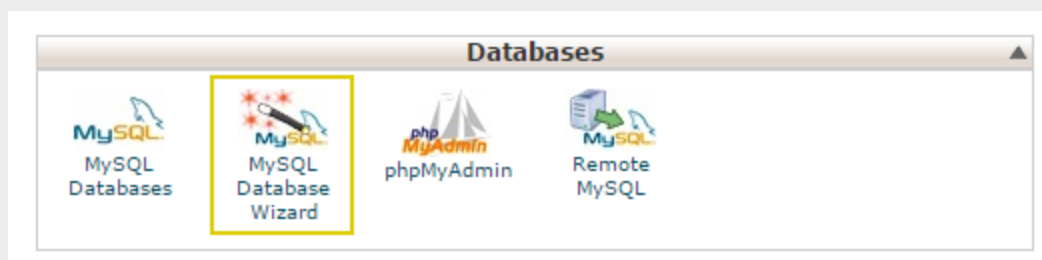 Databases
MySQL
MySQL
Databases
MySQL
MySQL
Database
Wizard
php
MyAdmin
phpMyAdmin
MySQL
Remote
MySQL